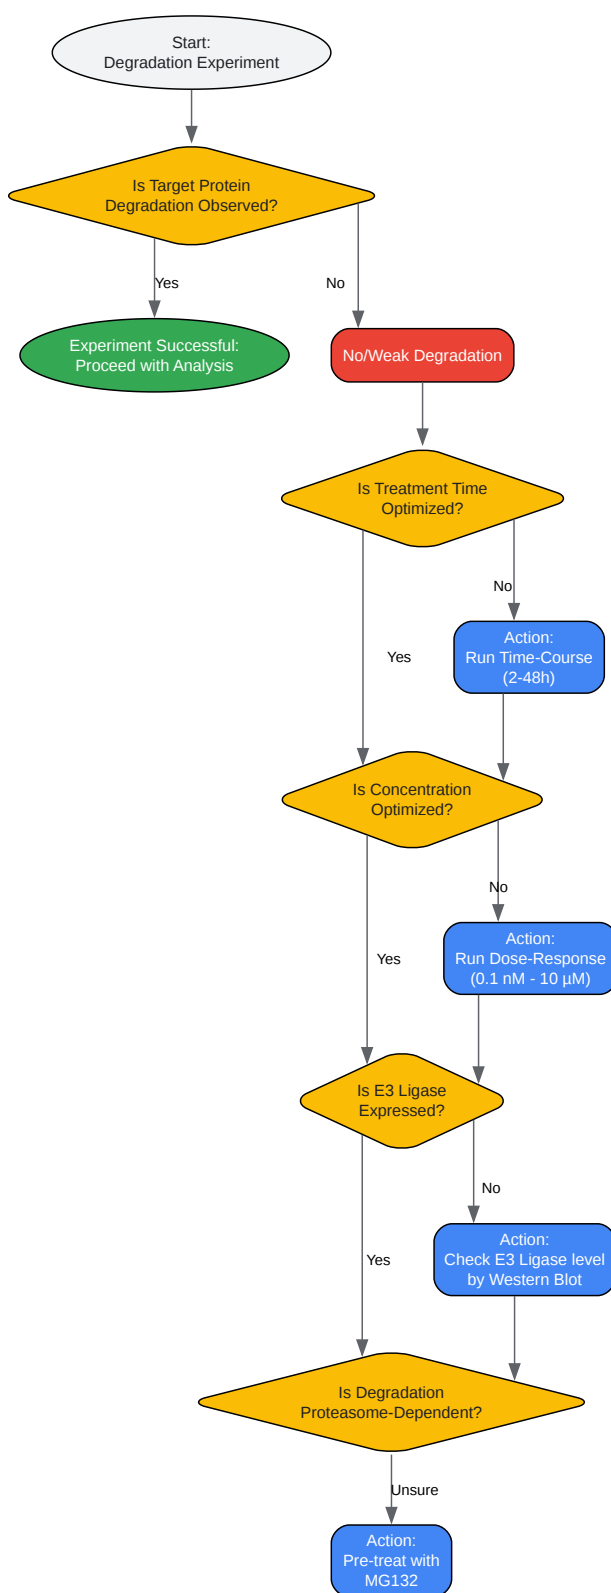 Start:
Degradation Experiment
Is Target Protein
Degradation Observed?
Yes
No
Experiment Successful:
Proceed with Analysis
No/Weak Degradation
Is Treatment Time
Optimized?
No
Action:
Run Time-Course
(2-48h)
Yes
Is Concentration
Optimized?
No
Action:
Run Dose-Response
(0.1 nM - 10 µM)
Yes
Is E3 Ligase
Expressed?
No
Action:
Check E3 Ligase level
by Western Blot
Yes
Is Degradation
Proteasome-Dependent?
Unsure
Action:
Pre-treat with
MG132